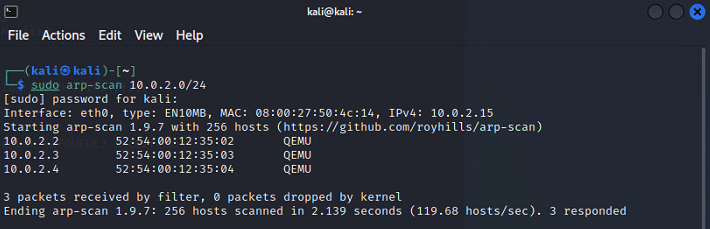 kali@kali: ~
File Actions Edit View Help
┌──(kali㉿kali)-[~]
└─$ sudo arp-scan 10.0.2.0/24
[sudo] password for kali:
Interface: eth0, type: EN10MB, MAC: 08:00:27:50:4c:14, IPv4: 10.0.2.15
Starting arp-scan 1.9.7 with 256 hosts (https://github.com/royhills/arp-scan)
10.0.2.2 52:54:00:12:35:02 QEMU
10.0.2.3 52:54:00:12:35:03 QEMU
10.0.2.4 52:54:00:12:35:04 QEMU
3 packets received by filter, 0 packets dropped by kernel
Ending arp-scan 1.9.7: 256 hosts scanned in 2.139 seconds (119.68 hosts/sec). 3 responded